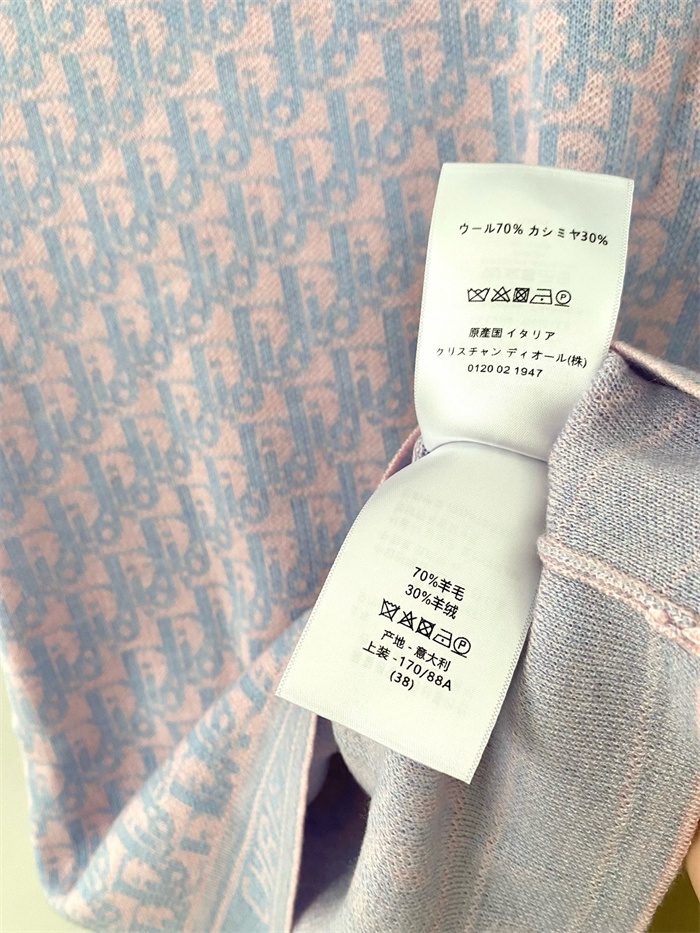 ウール70% カシミヤ30%
原産国 イタリア
クリスチャン ディオール(株)
0120 02 1947
70%羊毛
30%羊绒
产地 - 意大利
上装 -170/88A
(38)